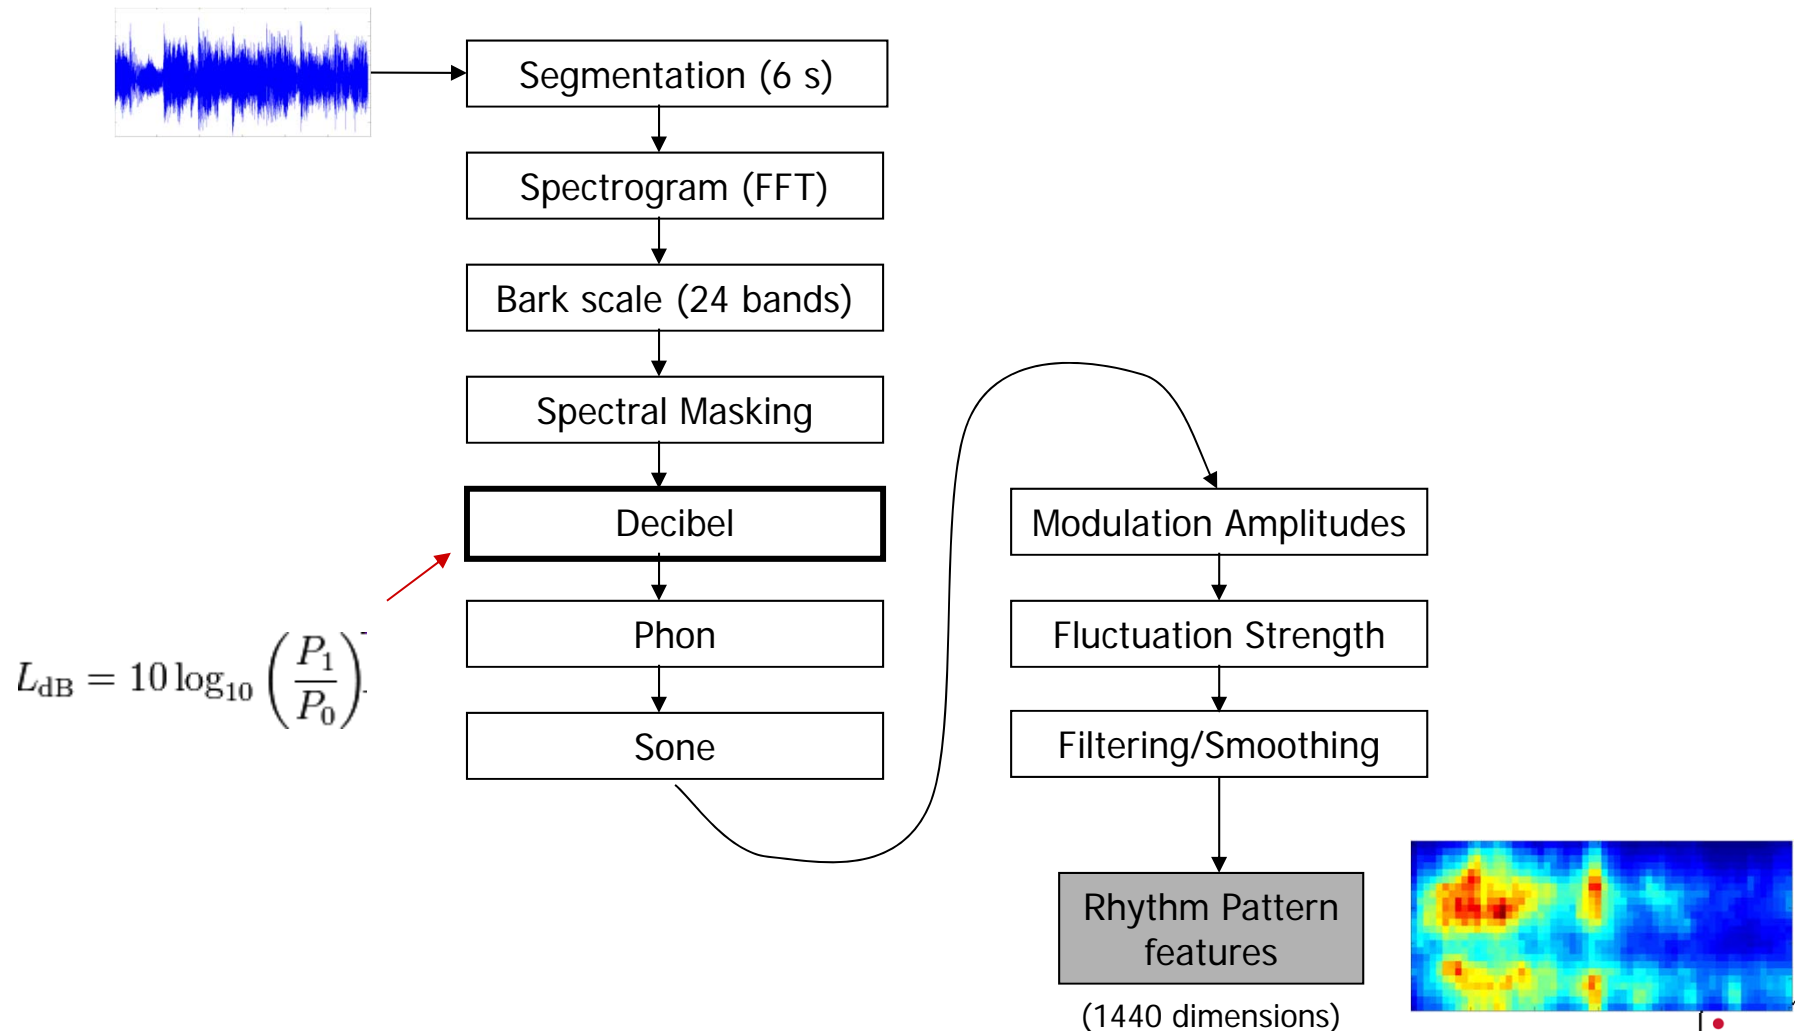 Segmentation (6 s)
Spectrogram (FFT)
Bark scale (24 bands)
Spectral Masking
Decibel
Phon
Sone
L_dB = 10 log_10 (P_1 / P_0)
Modulation Amplitudes
Fluctuation Strength
Filtering/Smoothing
Rhythm Pattern
features
(1440 dimensions)